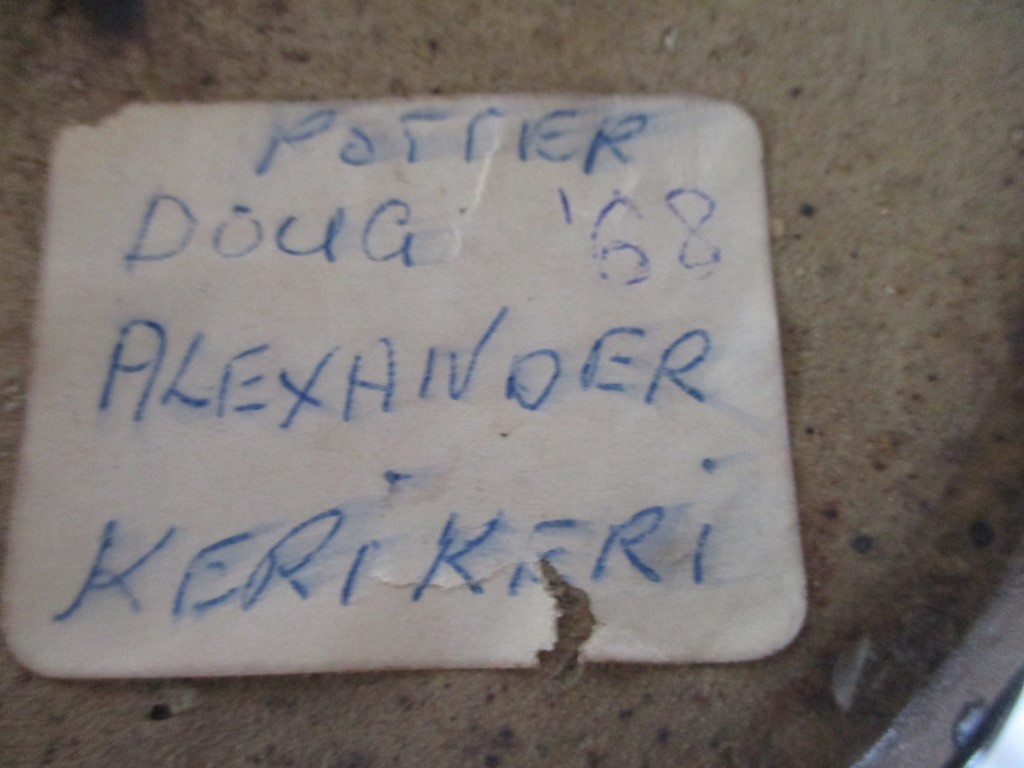 POTTER
DOUG '68
ALEXANDER
KERIKERI